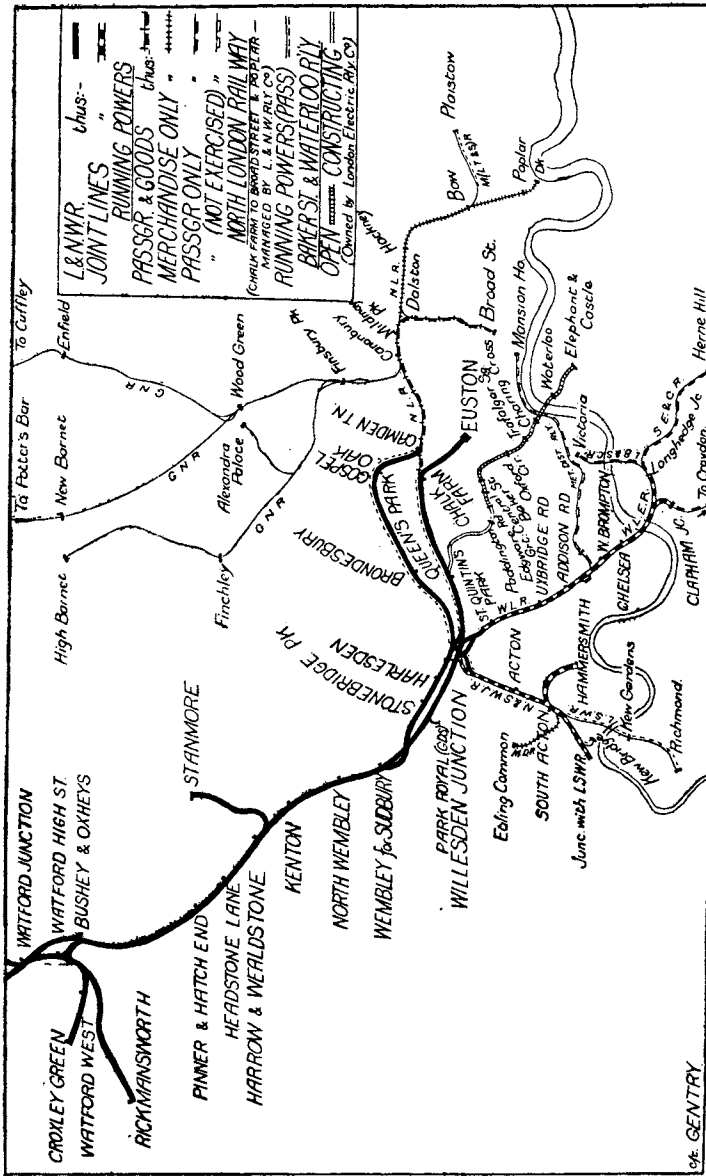 L&N.W.R. thus:-
JOINT LINES "
RUNNING POWERS
PASSGR. & GOODS thus:
MERCHANDISE ONLY "
PASSGR ONLY "
" (NOT EXERCISED) "
NORTH LONDON RAILWAY
(CHALK FARM TO BROAD STREET & POPLAR -
MANAGED BY L. & N.W. RLY CO)
RUNNING POWERS (PASS)
BAKER ST. & WATERLOO R'LY
OPEN CONSTRUCTING
(Owned by London Electric Rly. Co)
To Potter's Bar
To Cuffley
New Barnet
Enfield
High Barnet
G N R
G N R
Wood Green
Alexandra
Palace
G N R
Finchley
Finsbury Pk
WATFORD JUNCTION
WATFORD HIGH ST.
BUSHEY & OXHEYS
CROXLEY GREEN
WATFORD WEST
RICKMANSWORTH
STANMORE
PINNER & HATCH END
HEADSTONE LANE
HARROW & WEALDSTONE
KENTON
NORTH WEMBLEY
WEMBLEY for SUDBURY
STONEBRIDGE PK
HARLESDEN
PARK ROYAL (GDS)
WILLESDEN JUNCTION
BRONDESBURY
QUEEN'S PARK
GOSPEL OAK
CAMDEN TN.
CHALK
FARM
EUSTON
N L R
Canonbury
Mildmay Pk
Dalston
N L R
Hackney
Bow
Plaistow
M(LT&S)R
Poplar
Dk
Broad St.
Mansion Ho.
Trafalgar Sq.
Charing Cross
Waterloo
Elephant &
Castle
Paddington
ST. QUINTIN'S
PARK
W L R
UXBRIDGE RD
ADDISON RD
W. BROMPTON
CHELSEA
W.L.E.R.
Victoria
L B & S C R
Longhedge Jc
S E & C R
Herne Hill
CLAPHAM JC.
To Croydon
ACTON
N & S W J R
HAMMERSMITH
Ealing Common
SOUTH ACTON
Junc. with LSWR
Kew Bridge
L S W R
Kew Gardens
Richmond.
GENTRY